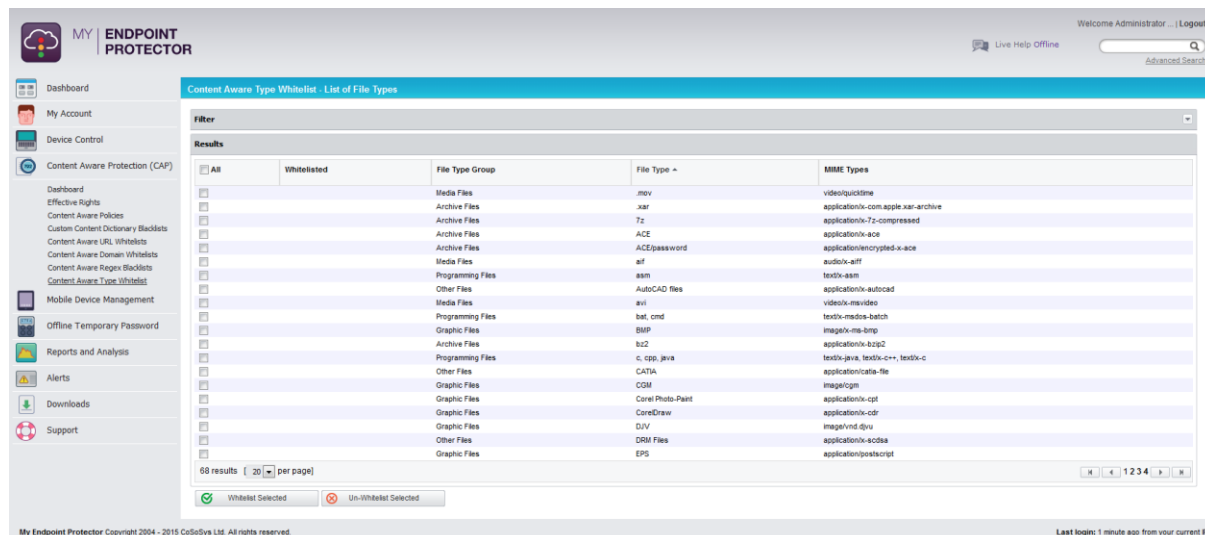 MY | ENDPOINT
PROTECTOR
Welcome Administrator ... | Logout
Live Help Offline
Advanced Search
Dashboard
My Account
Device Control
Content Aware Protection (CAP)
Dashboard
Effective Rights
Content Aware Policies
Custom Content Dictionary Blacklists
Content Aware URL Whitelists
Content Aware Domain Whitelists
Content Aware Regex Blacklists
Content Aware Type Whitelist
Mobile Device Management
Offline Temporary Password
Reports and Analysis
Alerts
Downloads
Support
Content Aware Type Whitelist - List of File Types
Filter
Results
All Whitelisted File Type Group File Type MIME Types
Media Files .mov video/quicktime
Archive Files .xar application/x-com.apple.xar-archive
Archive Files 7z application/x-7z-compressed
Archive Files ACE application/x-ace
Archive Files ACE/password application/encrypted-x-ace
Media Files aif audio/x-aiff
Programming Files asm text/x-asm
Other Files AutoCAD files application/x-autocad
Media Files avi video/x-msvideo
Programming Files bat, cmd text/x-msdos-batch
Graphic Files BMP image/x-ms-bmp
Archive Files bz2 application/x-bzip2
Programming Files c, cpp, java text/x-java, text/x-c++, text/x-c
Other Files CATIA application/catia-file
Graphic Files CGM image/cgm
Graphic Files Corel Photo-Paint application/x-cpt
Graphic Files CorelDraw application/x-cdr
Graphic Files DJV image/vnd.djvu
Other Files DRM Files application/x-scdsa
Graphic Files EPS application/postscript
68 results [ 20 per page] 1 2 3 4
Whitelist Selected Un-Whitelist Selected
My Endpoint Protector Copyright 2004 - 2015 CoSoSys Ltd. All rights reserved. Last login: 1 minute ago from your current